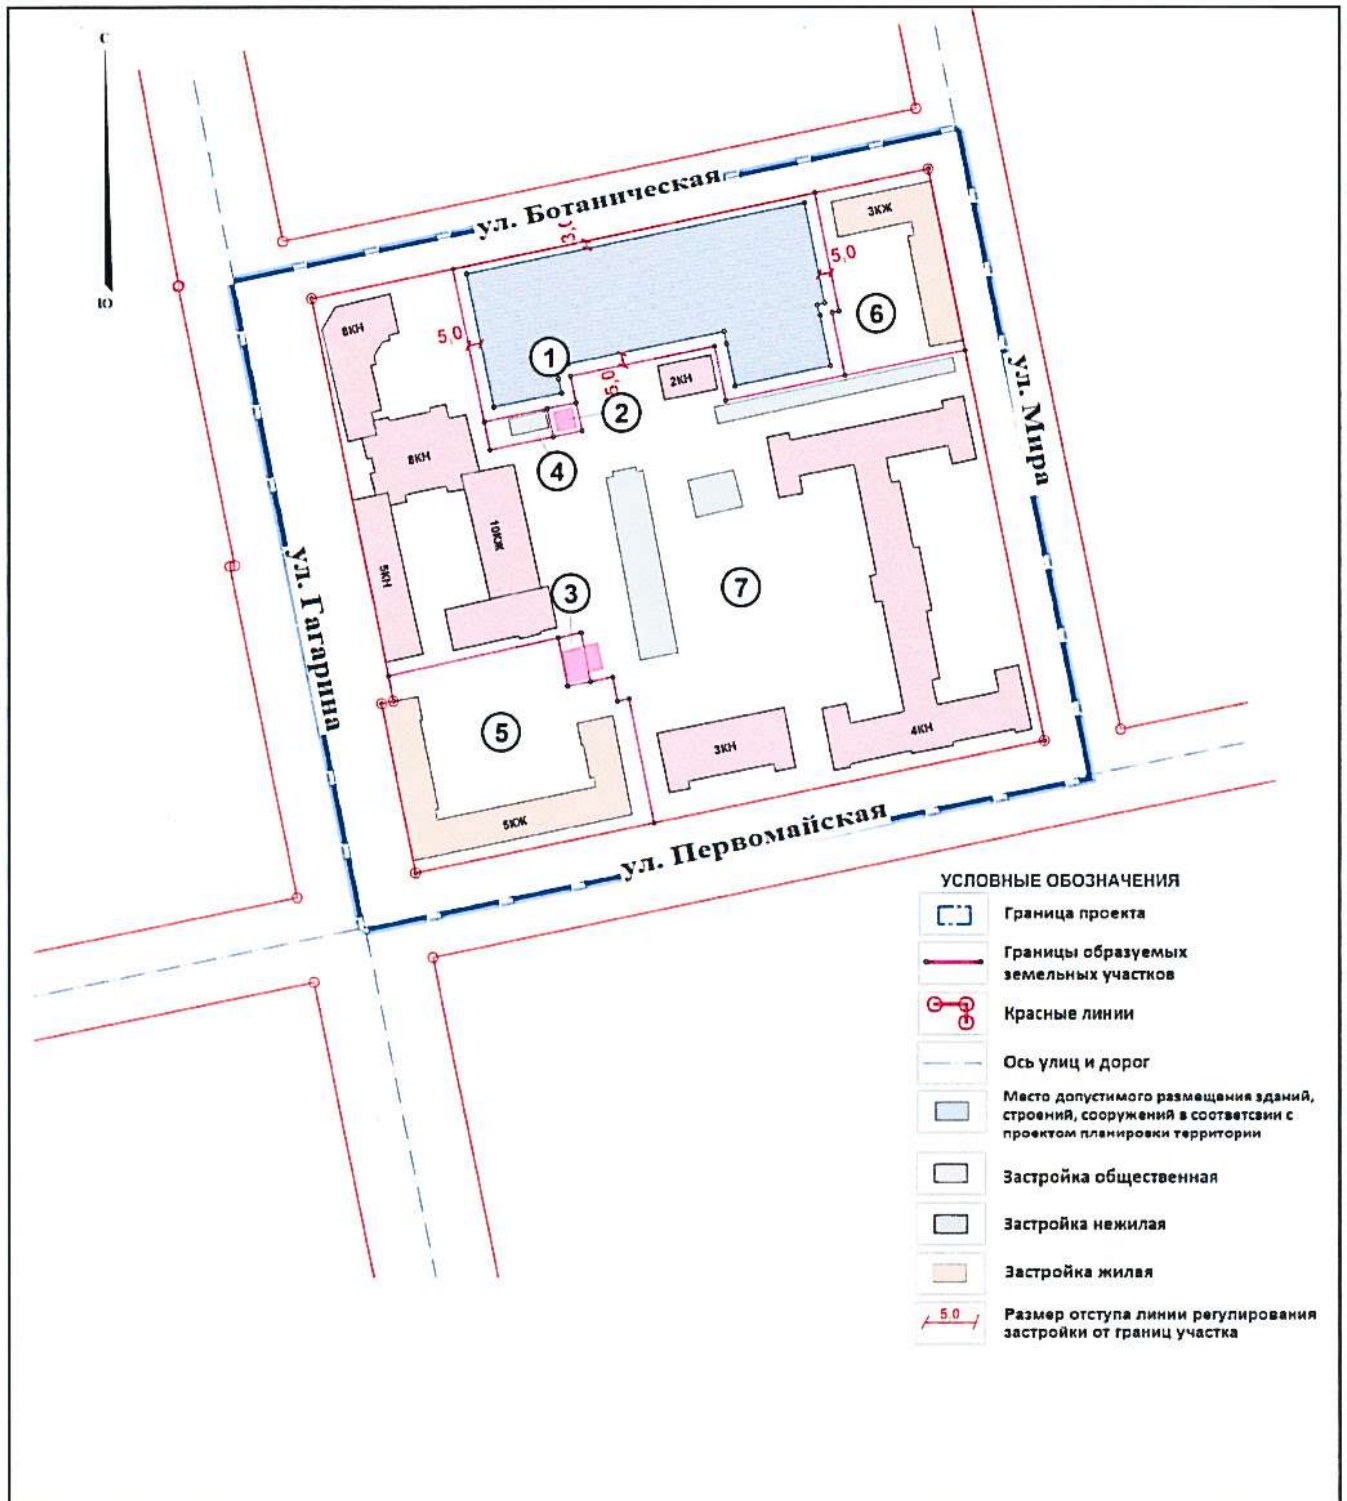 С
Ю
ул. Ботаническая
3,0
5,0
5,0
5,0
3КЖ
8КН
8КН
2КН
1
2
3
4
5
6
7
10КЖ
5КН
5КЖ
3КН
4КН
ул. Гагарина
ул. Мира
ул. Первомайская
УСЛОВНЫЕ ОБОЗНАЧЕНИЯ
Граница проекта
Границы образуемых
земельных участков
Красные линии
Ось улиц и дорог
Место допустимого размещения зданий,
строений, сооружений в соответсвии с
проектом планировки территории
Застройка общественная
Застройка нежилая
Застройка жилая
5.0
Размер отступа линии регулирования
застройки от границ участка